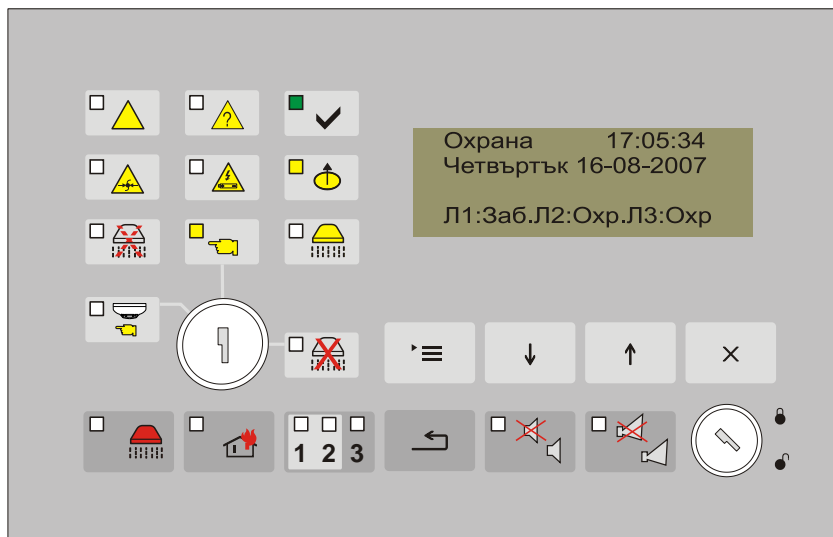 ?
Охрана 17:05:34
Четвъртък 16-08-2007
Л1:Заб.Л2:Охр.Л3:Охр
1 2 3